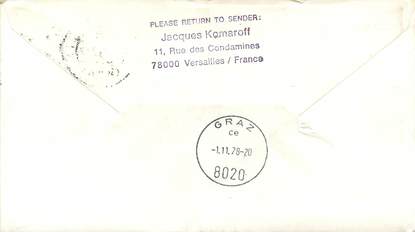 PLEASE RETURN TO SENDER:
Jacques Komaroff
11, Rue des Condamines
78000 Versailles / France
GRAZ
ce
-1.11.78-20
8020